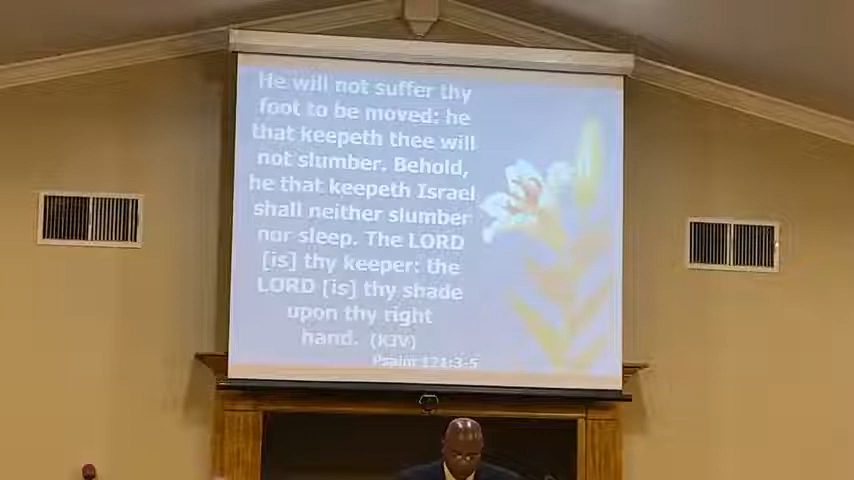 He will not suffer thy
foot to be moved: he
that keepeth thee will
not slumber. Behold,
he that keepeth Israel
shall neither slumber
nor sleep. The LORD
[is] thy keeper: the
LORD [is] thy shade
upon thy right
hand. (KJV)
Psalm 121:3-5